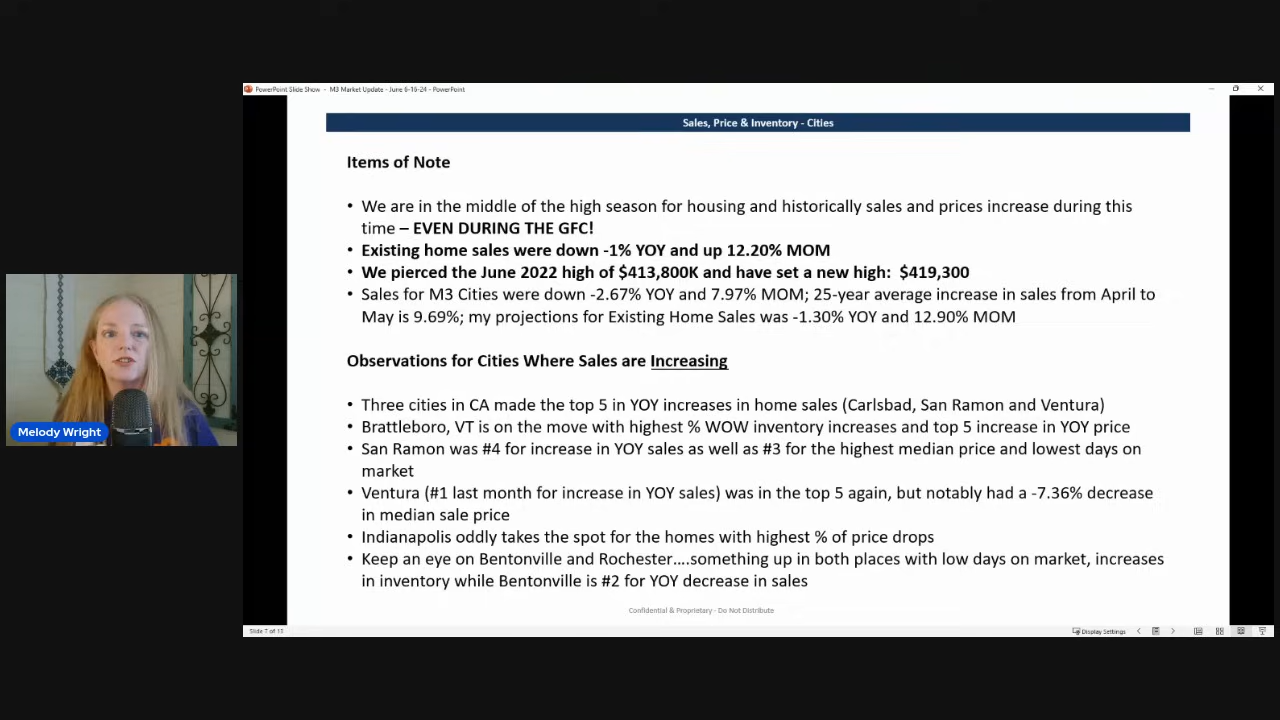 PowerPoint Slide Show - M3 Market Update - June 6-16-24 - PowerPoint
Sales, Price & Inventory - Cities
Items of Note
• We are in the middle of the high season for housing and historically sales and prices increase during this
time – EVEN DURING THE GFC!
• Existing home sales were down -1% YOY and up 12.20% MOM
• We pierced the June 2022 high of $413,800K and have set a new high: $419,300
• Sales for M3 Cities were down -2.67% YOY and 7.97% MOM; 25-year average increase in sales from April to
May is 9.69%; my projections for Existing Home Sales was -1.30% YOY and 12.90% MOM
Observations for Cities Where Sales are Increasing
• Three cities in CA made the top 5 in YOY increases in home sales (Carlsbad, San Ramon and Ventura)
• Brattleboro, VT is on the move with highest % WOW inventory increases and top 5 increase in YOY price
• San Ramon was #4 for increase in YOY sales as well as #3 for the highest median price and lowest days on
market
• Ventura (#1 last month for increase in YOY sales) was in the top 5 again, but notably had a -7.36% decrease
in median sale price
• Indianapolis oddly takes the spot for the homes with highest % of price drops
• Keep an eye on Bentonville and Rochester....something up in both places with low days on market, increases
in inventory while Bentonville is #2 for YOY decrease in sales
Confidential & Proprietary - Do Not Distribute
Slide 7 of 13
Display Settings
Melody Wright